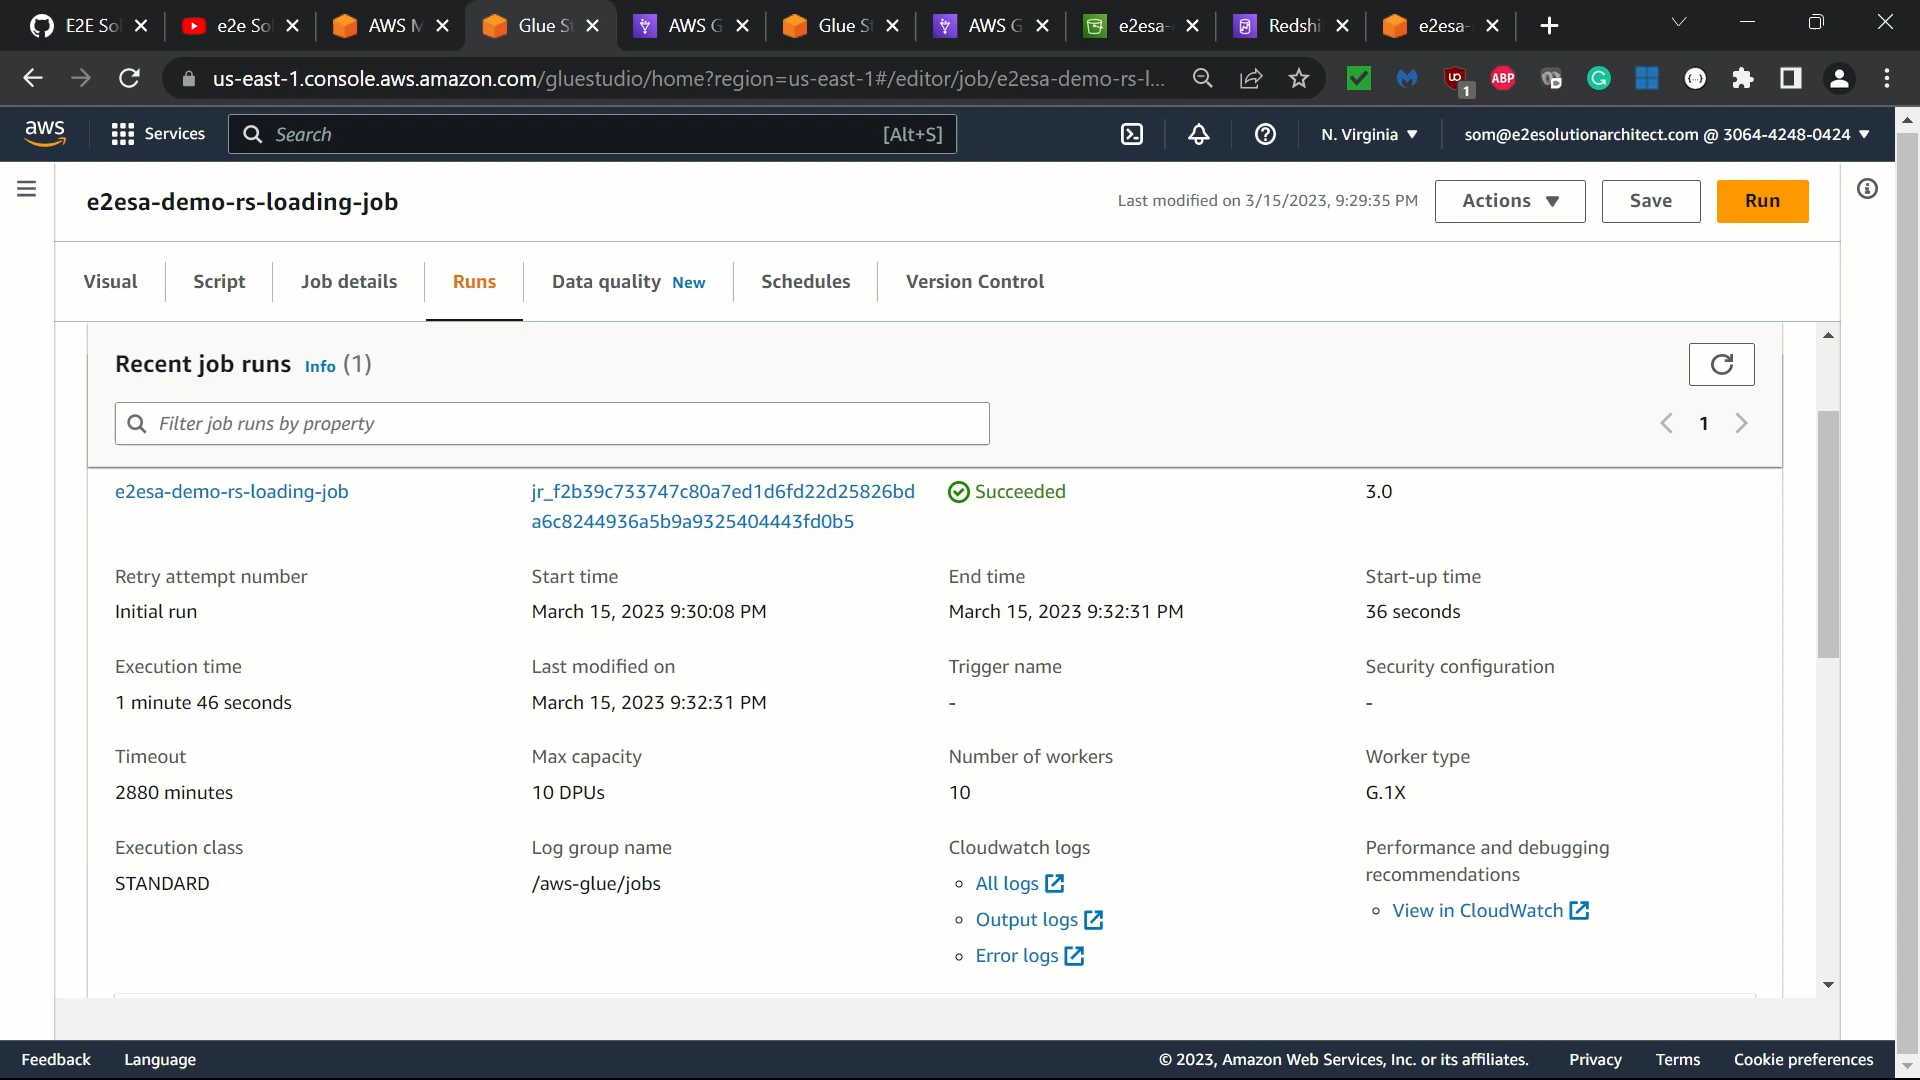 E2E Sol
e2e Sol
AWS M
Glue St
AWS G
Glue St
AWS G
e2esa-
Redshi
e2esa-
us-east-1.console.aws.amazon.com/gluestudio/home?region=us-east-1#/editor/job/e2esa-demo-rs-l...
1
ABP
aws
Services
Search
[Alt+S]
N. Virginia
som@e2esolutionarchitect.com @ 3064-4248-0424
e2esa-demo-rs-loading-job
Last modified on 3/15/2023, 9:29:35 PM
Actions
Save
Run
Visual
Script
Job details
Runs
Data quality New
Schedules
Version Control
Recent job runs Info (1)
Filter job runs by property
1
e2esa-demo-rs-loading-job
jr_f2b39c733747c80a7ed1d6fd22d25826bd
a6c8244936a5b9a9325404443fd0b5
Succeeded
3.0
Retry attempt number
Initial run
Start time
March 15, 2023 9:30:08 PM
End time
March 15, 2023 9:32:31 PM
Start-up time
36 seconds
Execution time
1 minute 46 seconds
Last modified on
March 15, 2023 9:32:31 PM
Trigger name
-
Security configuration
-
Timeout
2880 minutes
Max capacity
10 DPUs
Number of workers
10
Worker type
G.1X
Execution class
STANDARD
Log group name
/aws-glue/jobs
Cloudwatch logs
All logs
Output logs
Error logs
Performance and debugging
recommendations
View in CloudWatch
Feedback
Language
© 2023, Amazon Web Services, Inc. or its affiliates.
Privacy
Terms
Cookie preferences